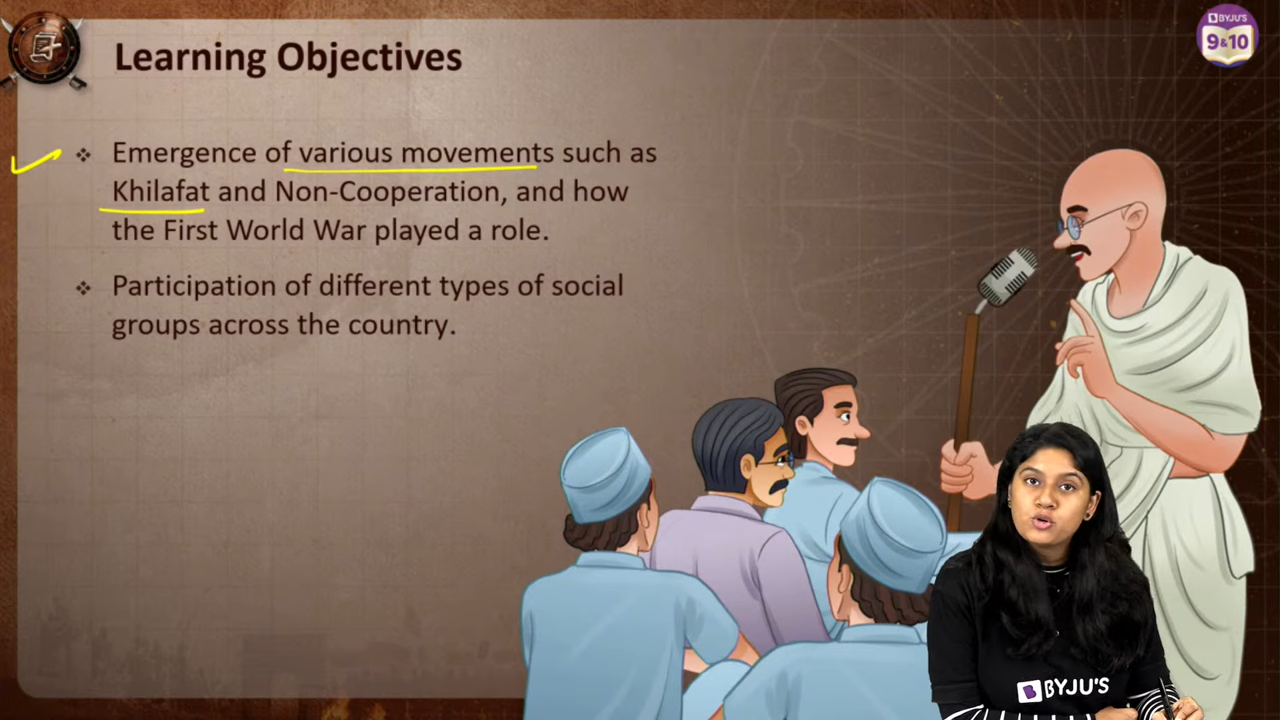 Learning Objectives
BYJU'S
9&10
❖ Emergence of various movements such as
Khilafat and Non-Cooperation, and how
the First World War played a role.
❖ Participation of different types of social
groups across the country.
BYJU'S